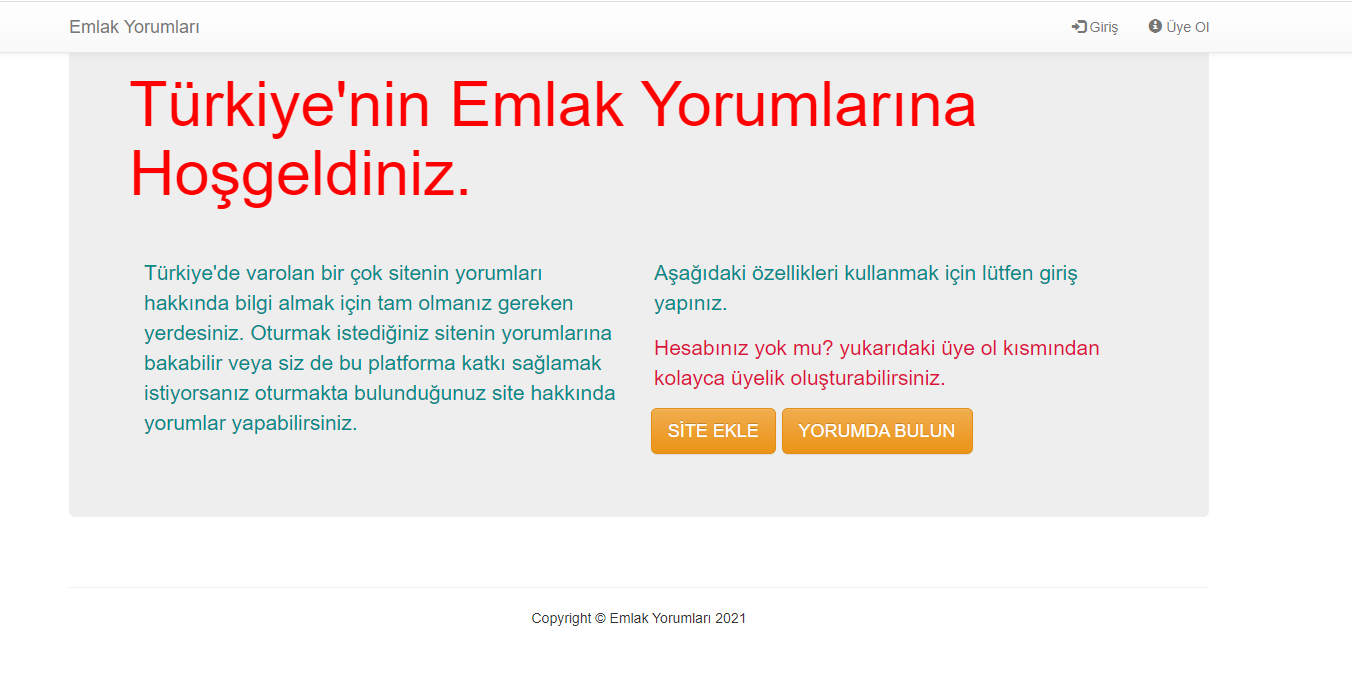 Emlak Yorumları
Giriş
Üye Ol
Türkiye'nin Emlak Yorumlarına
Hoşgeldiniz.
Türkiye'de varolan bir çok sitenin yorumları
hakkında bilgi almak için tam olmanız gereken
yerdesiniz. Oturmak istediğiniz sitenin yorumlarına
bakabilir veya siz de bu platforma katkı sağlamak
istiyorsanız oturmakta bulunduğunuz site hakkında
yorumlar yapabilirsiniz.
Aşağıdaki özellikleri kullanmak için lütfen giriş
yapınız.
Hesabınız yok mu? yukarıdaki üye ol kısmından
kolayca üyelik oluşturabilirsiniz.
SİTE EKLE
YORUMDA BULUN
Copyright © Emlak Yorumları 2021